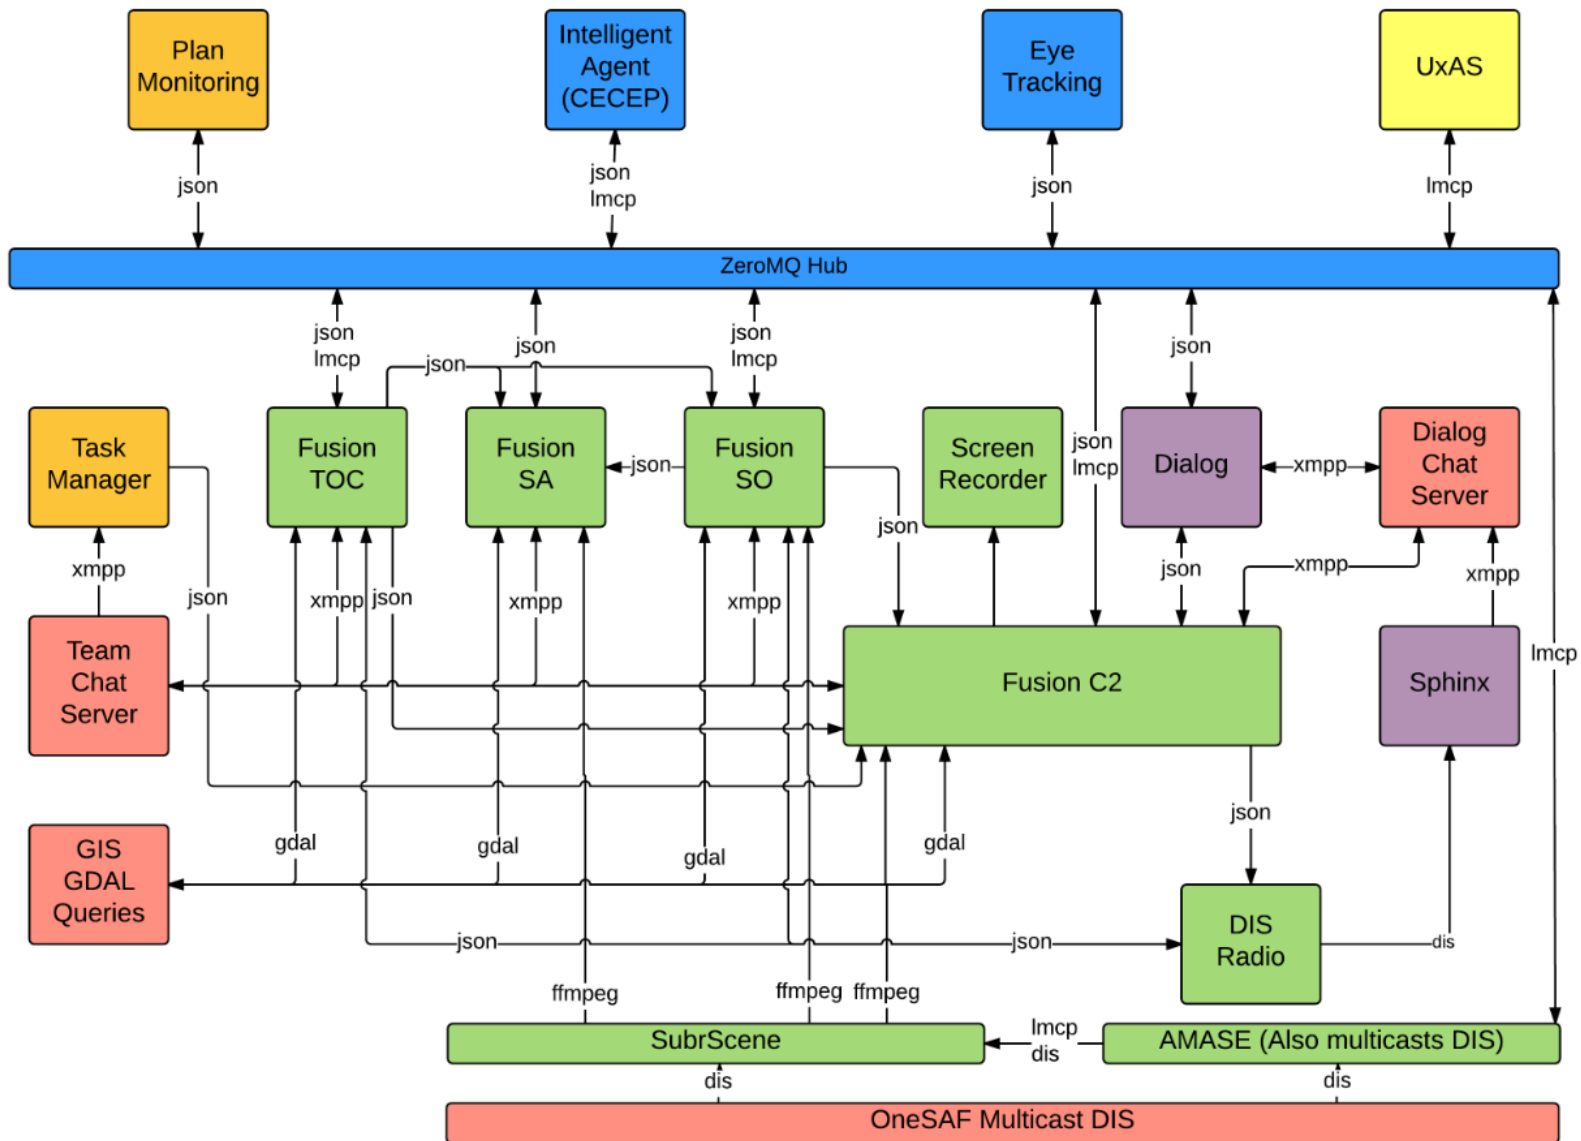 Plan
Monitoring
Intelligent
Agent
(CECEP)
Eye
Tracking
UxAS
json
json
lmcp
json
lmcp
ZeroMQ Hub
json
lmcp
json
json
json
lmcp
json
Task
Manager
Fusion
TOC
Fusion
SA
json
Fusion
SO
Screen
Recorder
json
lmcp
Dialog
xmpp
Dialog
Chat
Server
json
xmpp
json
xmpp
json
xmpp
xmpp
json
xmpp
xmpp
Team
Chat
Server
Fusion C2
Sphinx
lmcp
json
gdal
gdal
gdal
gdal
GIS
GDAL
Queries
DIS
Radio
json
json
dis
ffmpeg
ffmpeg
ffmpeg
SubrScene
lmcp
dis
AMASE (Also multicasts DIS)
dis
dis
OneSAF Multicast DIS